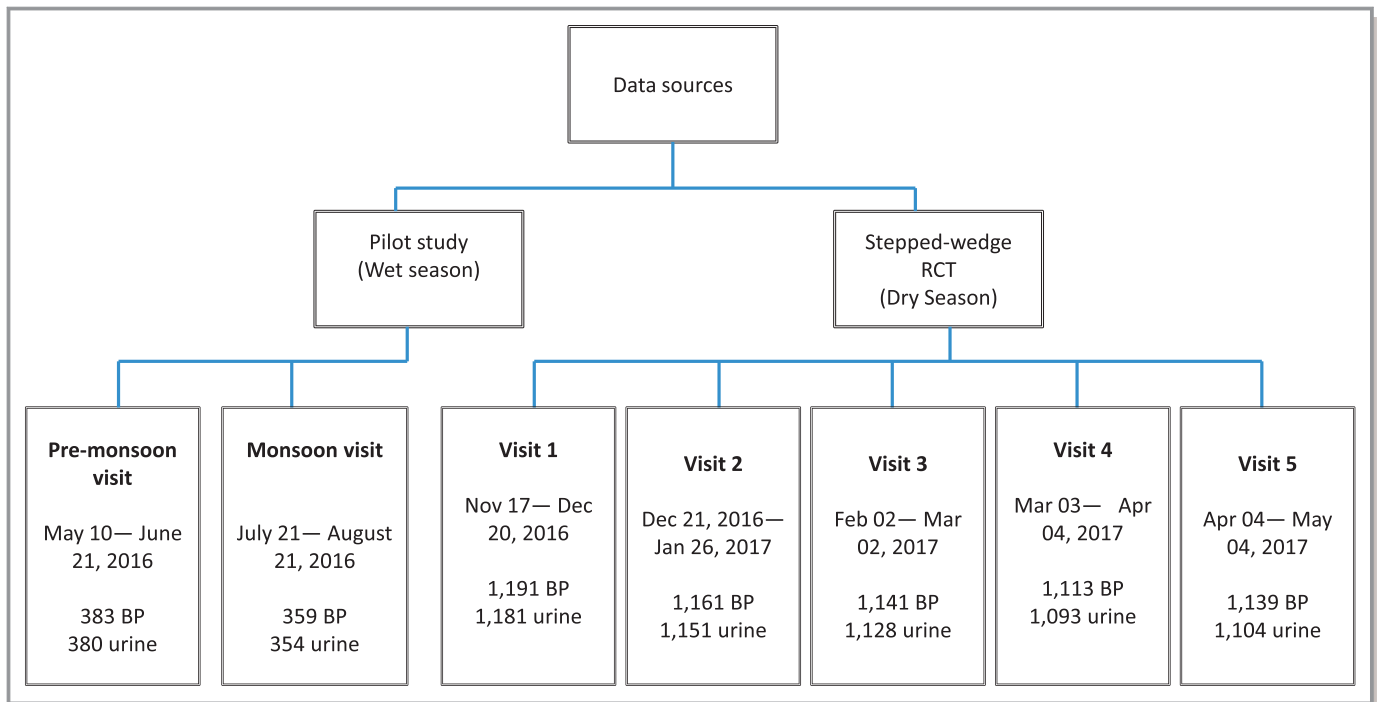 Data sources
Pilot study
(Wet season)
Stepped-wedge
RCT
(Dry Season)
Pre-monsoon
visit
May 10— June
21, 2016
383 BP
380 urine
Monsoon visit
July 21— August
21, 2016
359 BP
354 urine
Visit 1
Nov 17— Dec
20, 2016
1,191 BP
1,181 urine
Visit 2
Dec 21, 2016—
Jan 26, 2017
1,161 BP
1,151 urine
Visit 3
Feb 02— Mar
02, 2017
1,141 BP
1,128 urine
Visit 4
Mar 03— Apr
04, 2017
1,113 BP
1,093 urine
Visit 5
Apr 04— May
04, 2017
1,139 BP
1,104 urine